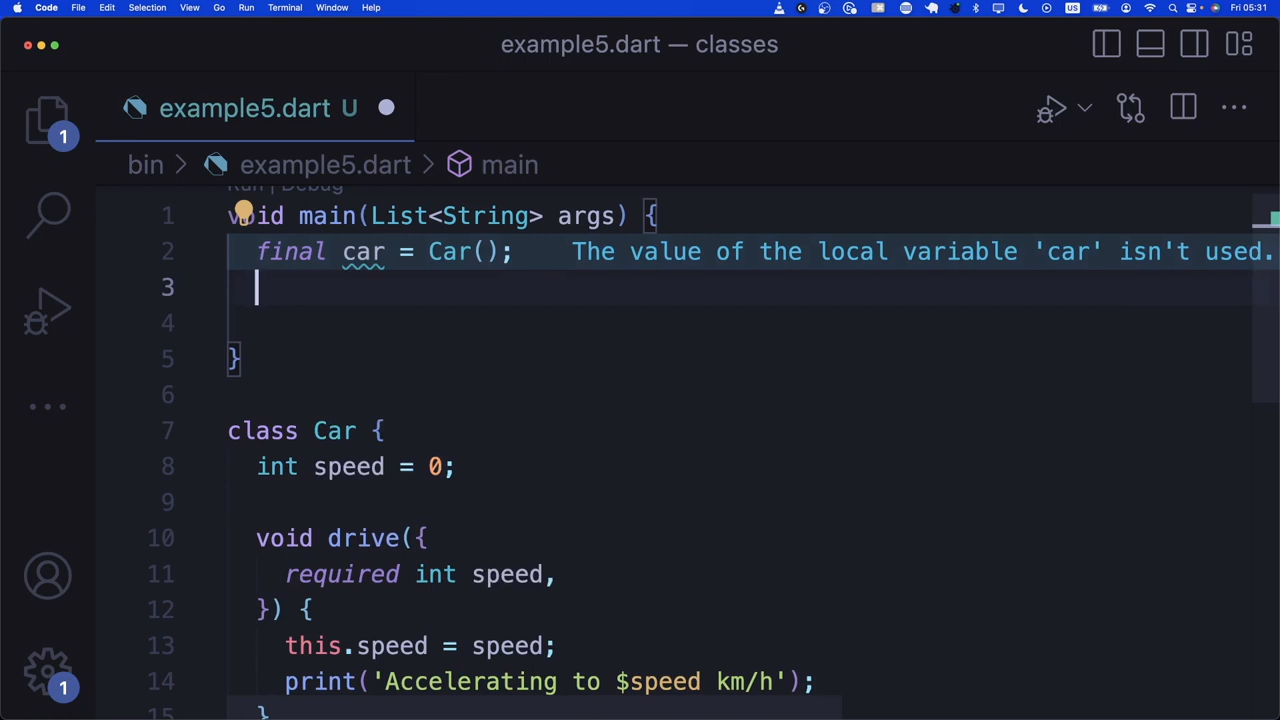 Code File Edit Selection View Go Run Terminal Window Help US Fri 05:31
example5.dart — classes
1
example5.dart U
bin > example5.dart > main
Run | Debug
1 void main(List<String> args) {
2 final car = Car(); The value of the local variable 'car' isn't used.
3
4
5 }
6
7 class Car {
8 int speed = 0;
9
10 void drive({
11 required int speed,
12 }) {
13 this.speed = speed;
14 print('Accelerating to $speed km/h');
15 }
1